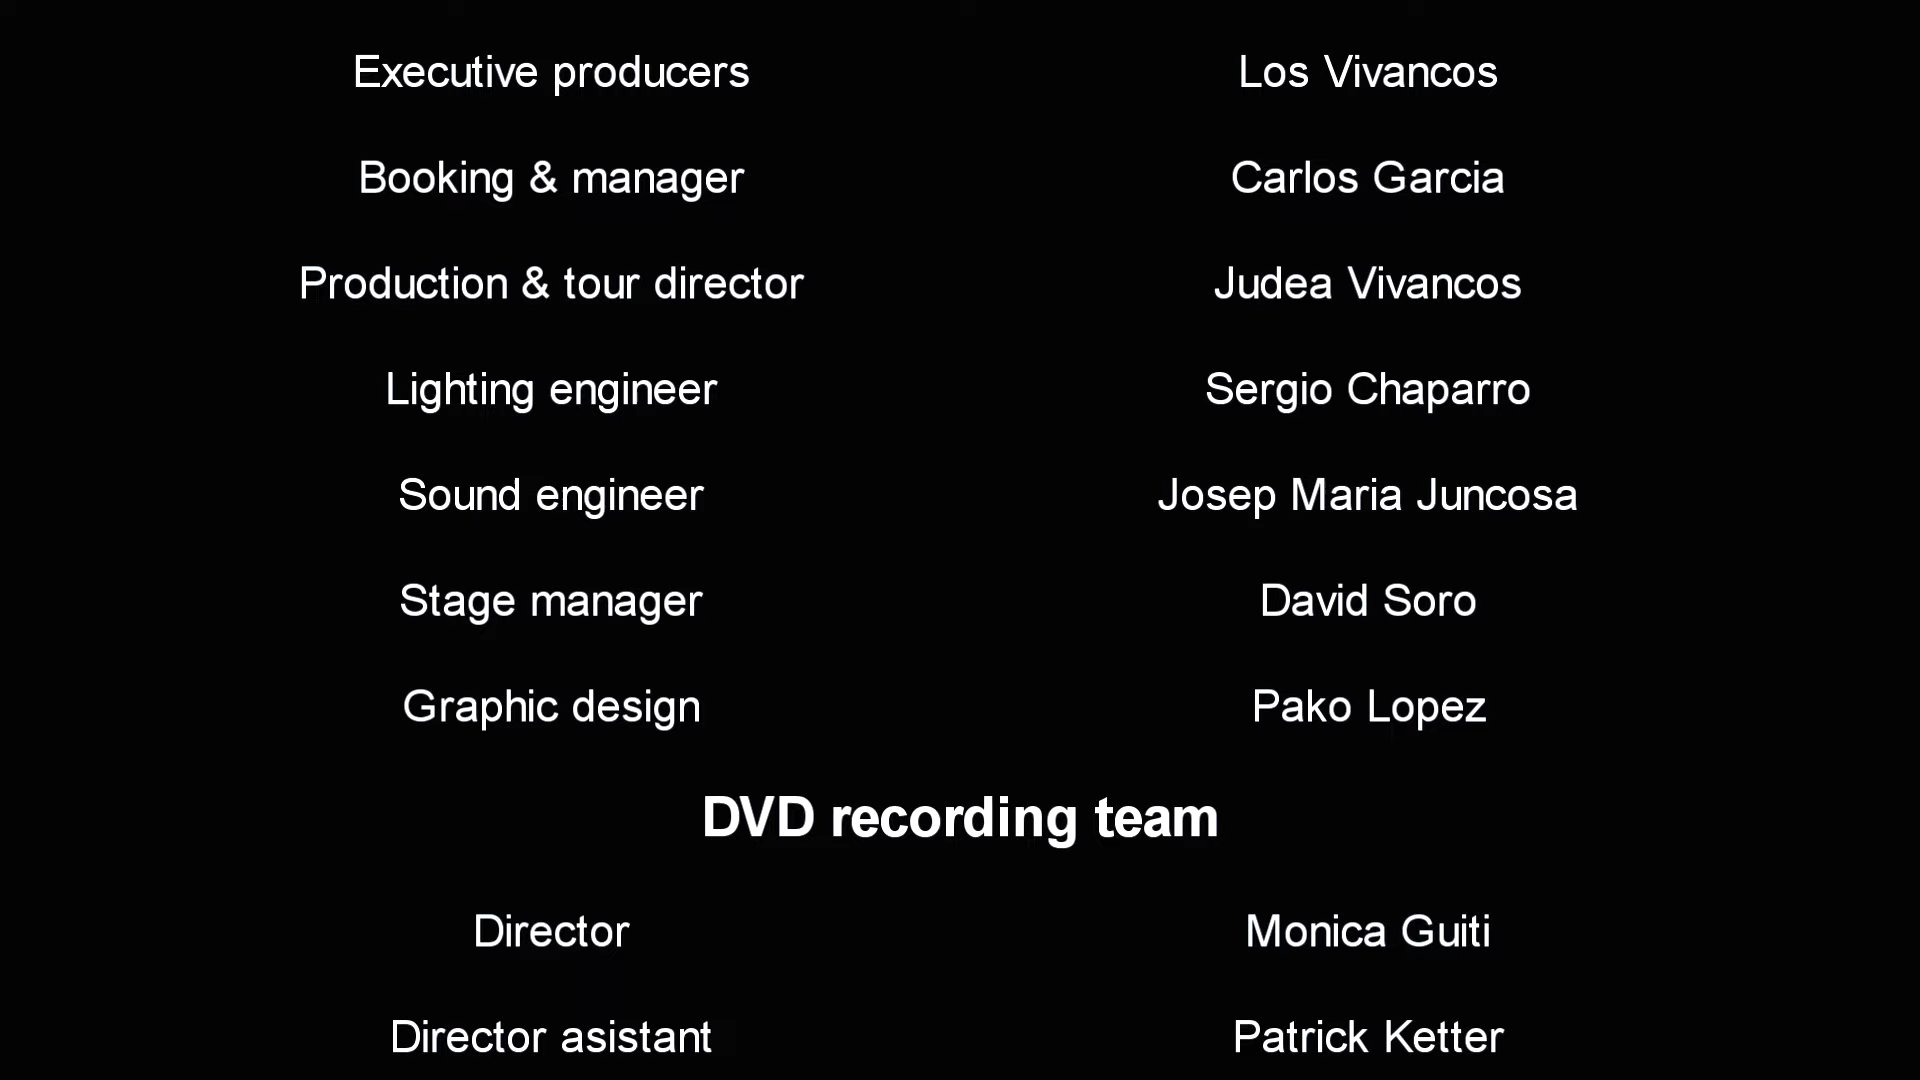 Executive producers Los Vivancos
Booking & manager Carlos Garcia
Production & tour director Judea Vivancos
Lighting engineer Sergio Chaparro
Sound engineer Josep Maria Juncosa
Stage manager David Soro
Graphic design Pako Lopez
DVD recording team
Director Monica Guiti
Director asistant Patrick Ketter